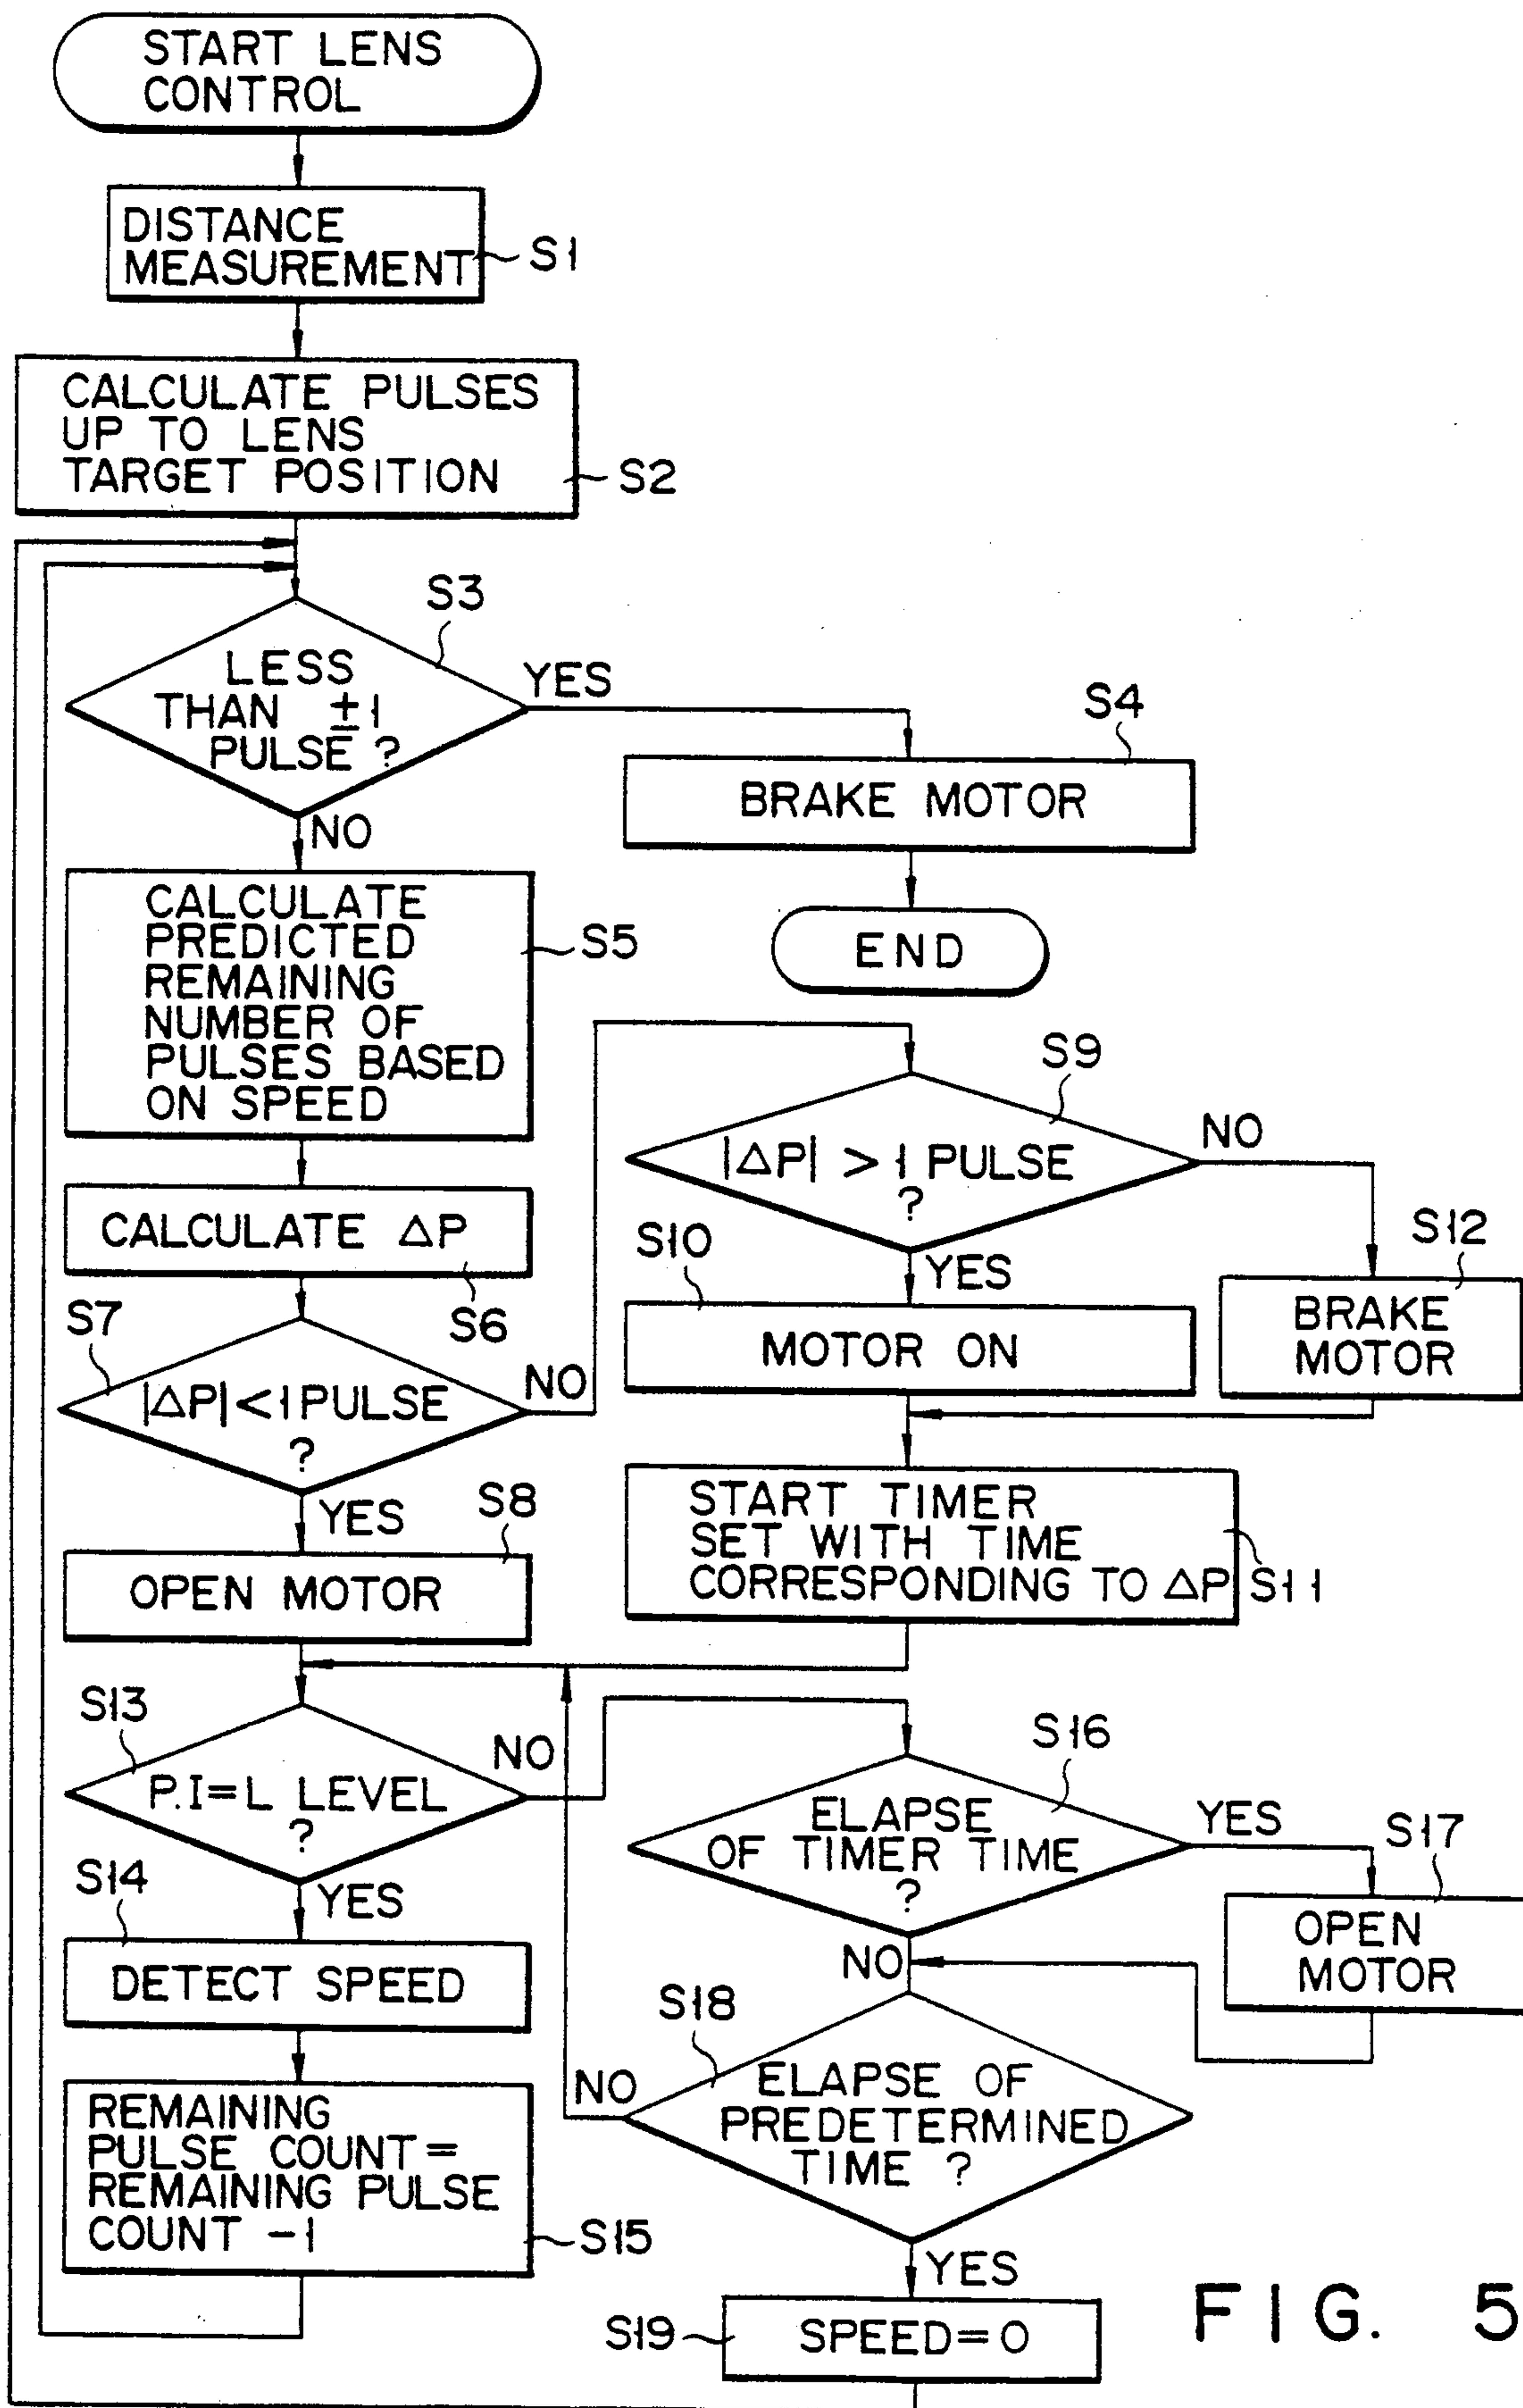 START LENS
CONTROL
DISTANCE
MEASUREMENT
S1
CALCULATE PULSES
UP TO LENS
TARGET POSITION
S2
S3
LESS
THAN ±1
PULSE ?
YES
NO
S4
BRAKE MOTOR
END
CALCULATE
PREDICTED
REMAINING
NUMBER OF
PULSES BASED
ON SPEED
S5
CALCULATE △P
S6
S7
|△P|<1 PULSE
?
NO
YES
S8
OPEN MOTOR
S9
|△P| > 1 PULSE
?
NO
YES
S10
MOTOR ON
S12
BRAKE
MOTOR
START TIMER
SET WITH TIME
CORRESPONDING TO △P
S11
S13
P.I=L LEVEL
?
NO
YES
S14
DETECT SPEED
REMAINING
PULSE COUNT =
REMAINING PULSE
COUNT -1
S15
S16
ELAPSE
OF TIMER TIME
?
YES
NO
S17
OPEN
MOTOR
S18
ELAPSE OF
PREDETERMINED
TIME ?
NO
YES
S19
SPEED=0
FIG. 5